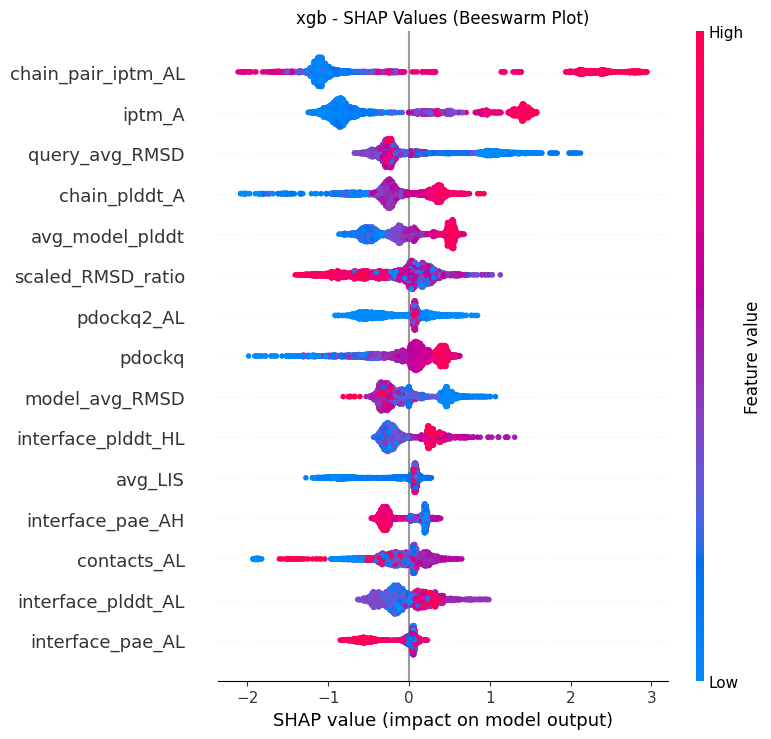 xgb - SHAP Values (Beeswarm Plot)
High
chain_pair_iptm_AL
iptm_A
query_avg_RMSD
chain_plddt_A
avg_model_plddt
scaled_RMSD_ratio
pdockq2_AL
pdockq
model_avg_RMSD
interface_plddt_HL
avg_LIS
interface_pae_AH
contacts_AL
interface_plddt_AL
interface_pae_AL
Feature value
Low
−2 −1 0 1 2 3
SHAP value (impact on model output)